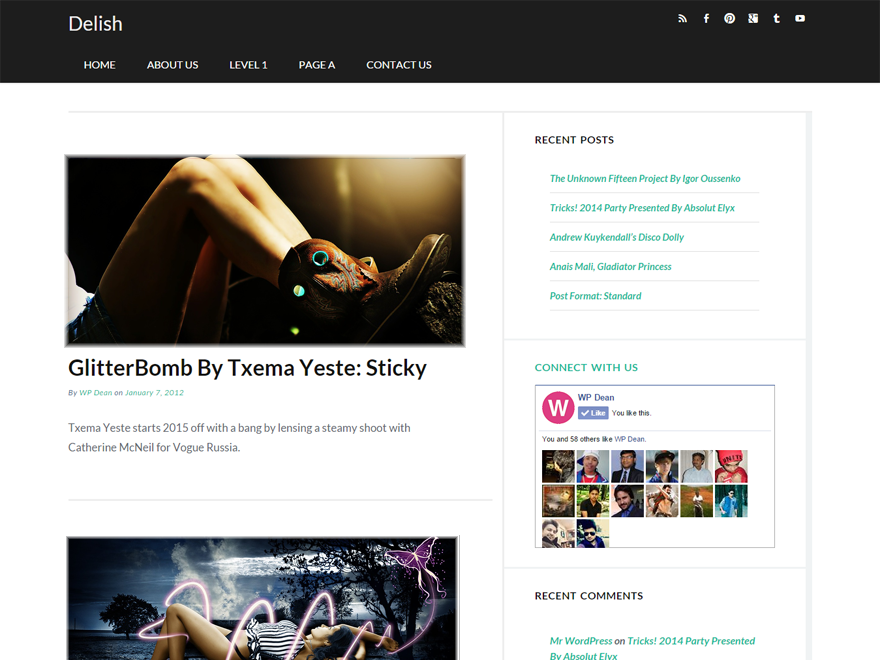 Delish
HOME
ABOUT US
LEVEL 1
PAGE A
CONTACT US
GlitterBomb By Txema Yeste: Sticky
By WP Dean on January 7, 2012
Txema Yeste starts 2015 off with a bang by lensing a steamy shoot with
Catherine McNeil for Vogue Russia.
RECENT POSTS
The Unknown Fifteen Project By Igor Oussenko
Tricks! 2014 Party Presented By Absolut Elyx
Andrew Kuykendall's Disco Dolly
Anais Mali, Gladiator Princess
Post Format: Standard
CONNECT WITH US
W
WP Dean
Like
You like this.
You and 58 others like WP Dean.
RECENT COMMENTS
Mr WordPress on Tricks! 2014 Party Presented
By Absolut Elyx